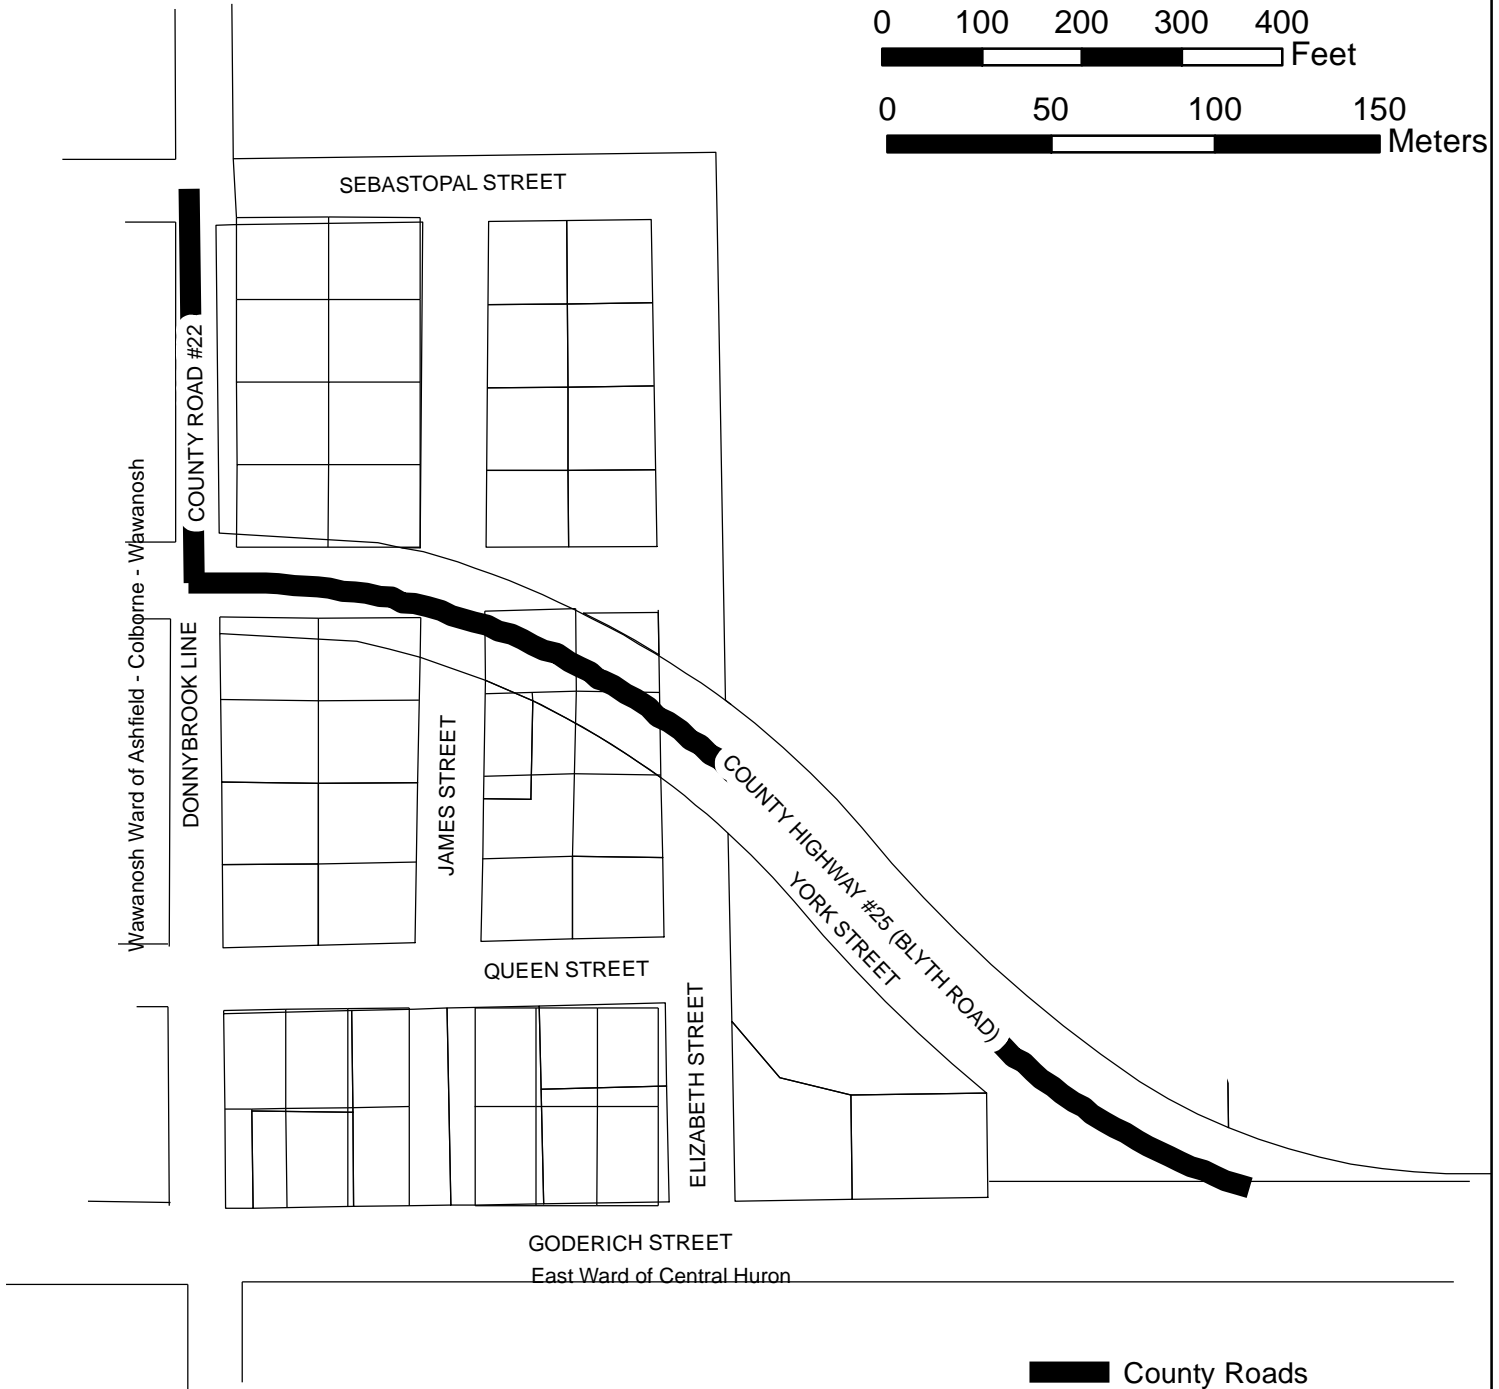 0 100 200 300 400
Feet
0 50 100 150
Meters
SEBASTOPAL STREET
COUNTY ROAD #22
Wawanosh Ward of Ashfield - Colborne - Wawanosh
DONNYBROOK LINE
JAMES STREET
COUNTY HIGHWAY #25 (BLYTH ROAD)
YORK STREET
QUEEN STREET
ELIZABETH STREET
GODERICH STREET
East Ward of Central Huron
County Roads